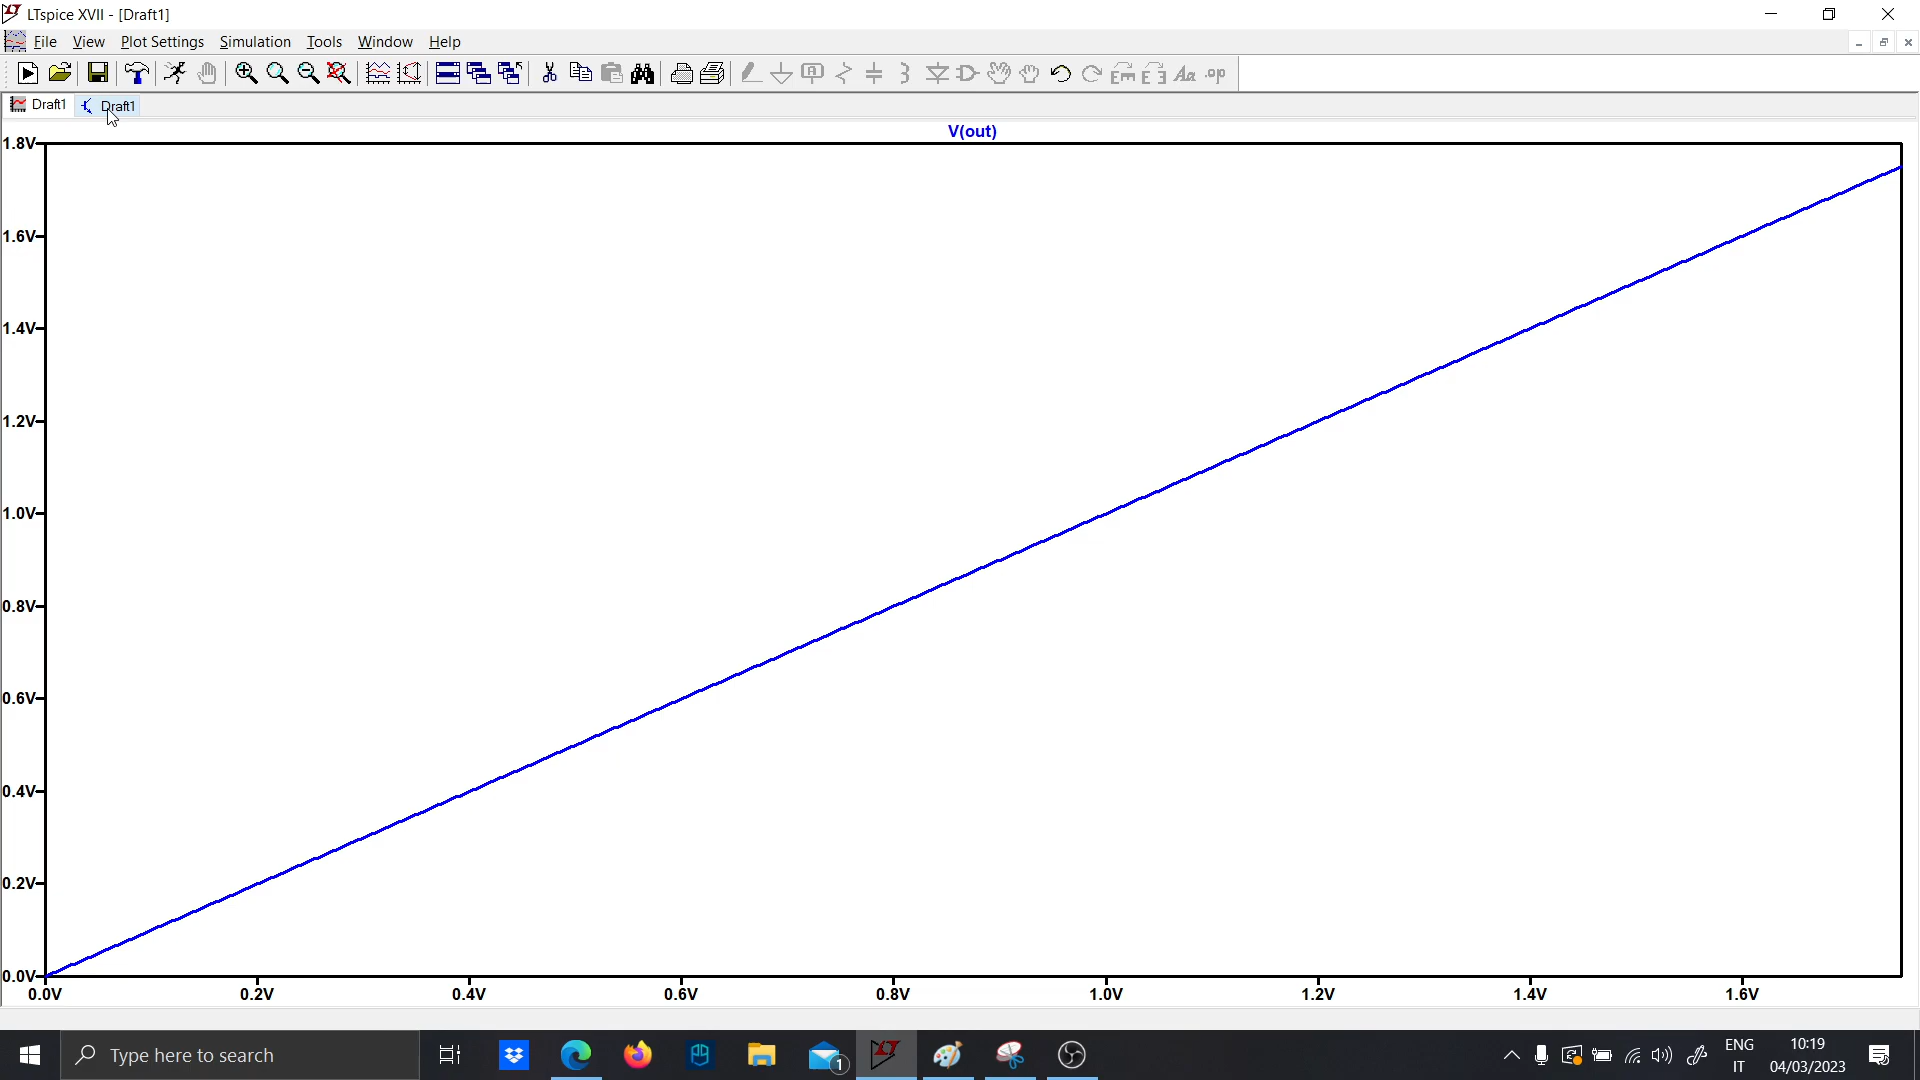 LTspice XVII - [Draft1]
File View Plot Settings Simulation Tools Window Help
Aa .op
Draft1 Draft1
V(out)
1.8V
1.6V
1.4V
1.2V
1.0V
0.8V
0.6V
0.4V
0.2V
0.0V
0.0V 0.2V 0.4V 0.6V 0.8V 1.0V 1.2V 1.4V 1.6V
Type here to search
1
ENG
IT
10:19
04/03/2023